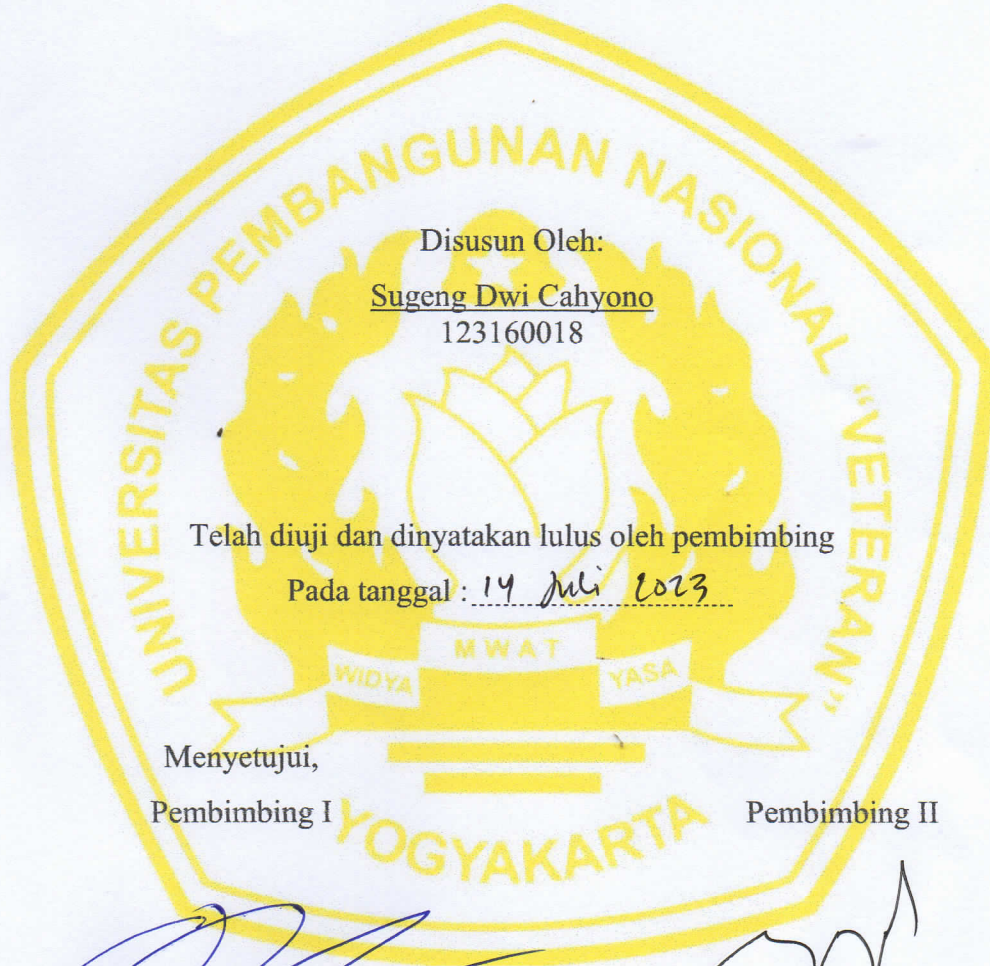 UNIVERSITAS PEMBANGUNAN NASIONAL "VETERAN"
Disusun Oleh:
Sugeng Dwi Cahyono
123160018
Telah diuji dan dinyatakan lulus oleh pembimbing
Pada tanggal : 14 Juli 2023
WIDYA MWAT YASA
Menyetujui,
Pembimbing I Pembimbing II
YOGYAKARTA